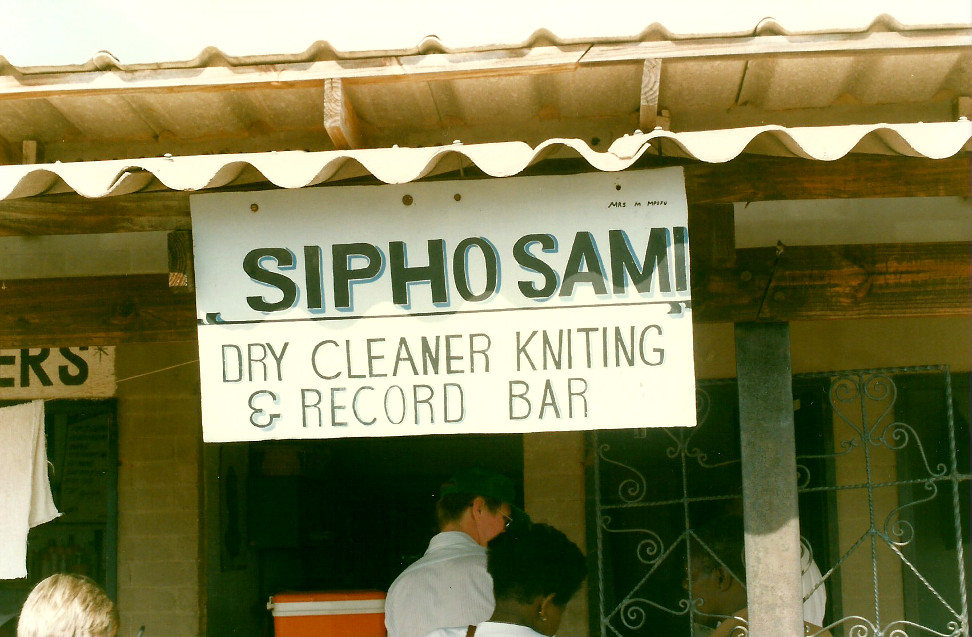 MRS M MPOFU
SIPHO SAMI
DRY CLEANER KNITING
& RECORD BAR
ERS